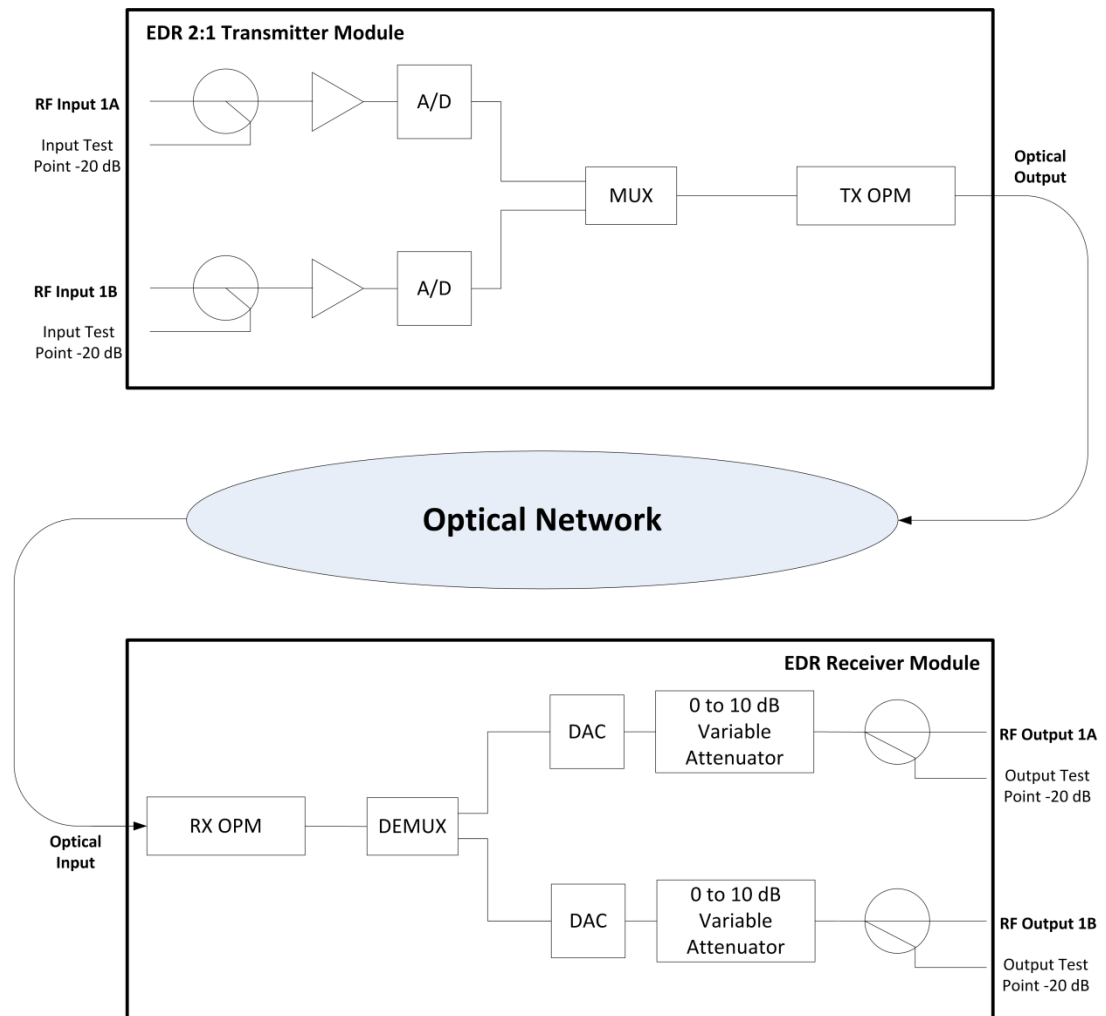 EDR 2:1 Transmitter Module
RF Input 1A
Input Test
Point -20 dB
A/D
RF Input 1B
Input Test
Point -20 dB
A/D
MUX
TX OPM
Optical
Output
Optical Network
EDR Receiver Module
Optical
Input
RX OPM
DEMUX
DAC
0 to 10 dB
Variable
Attenuator
RF Output 1A
Output Test
Point -20 dB
DAC
0 to 10 dB
Variable
Attenuator
RF Output 1B
Output Test
Point -20 dB